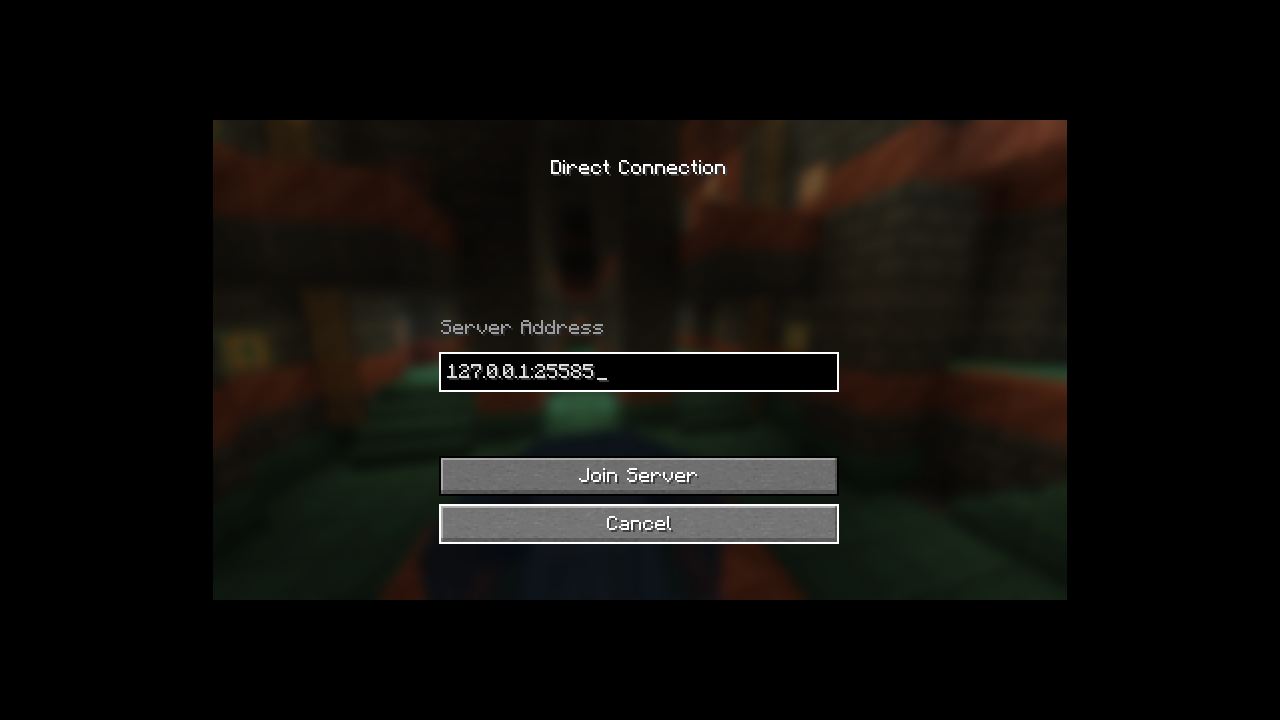 Direct Connection
Server Address
127.0.0.1:25585_
Join Server
Cancel